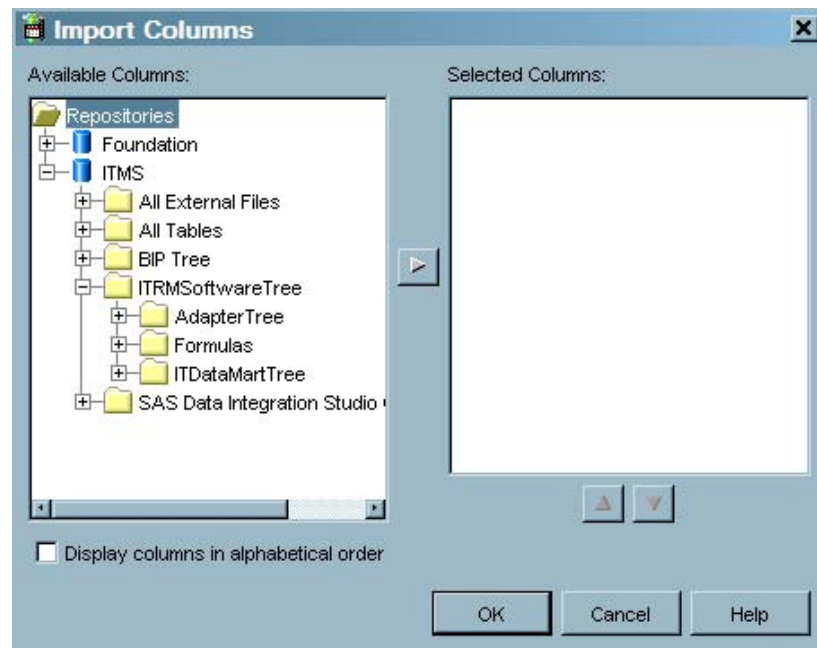 Import Columns
Available Columns:
Selected Columns:
Repositories
Foundation
ITMS
All External Files
All Tables
BIP Tree
ITRMSoftwareTree
AdapterTree
Formulas
ITDataMartTree
SAS Data Integration Studio
Display columns in alphabetical order
OK
Cancel
Help